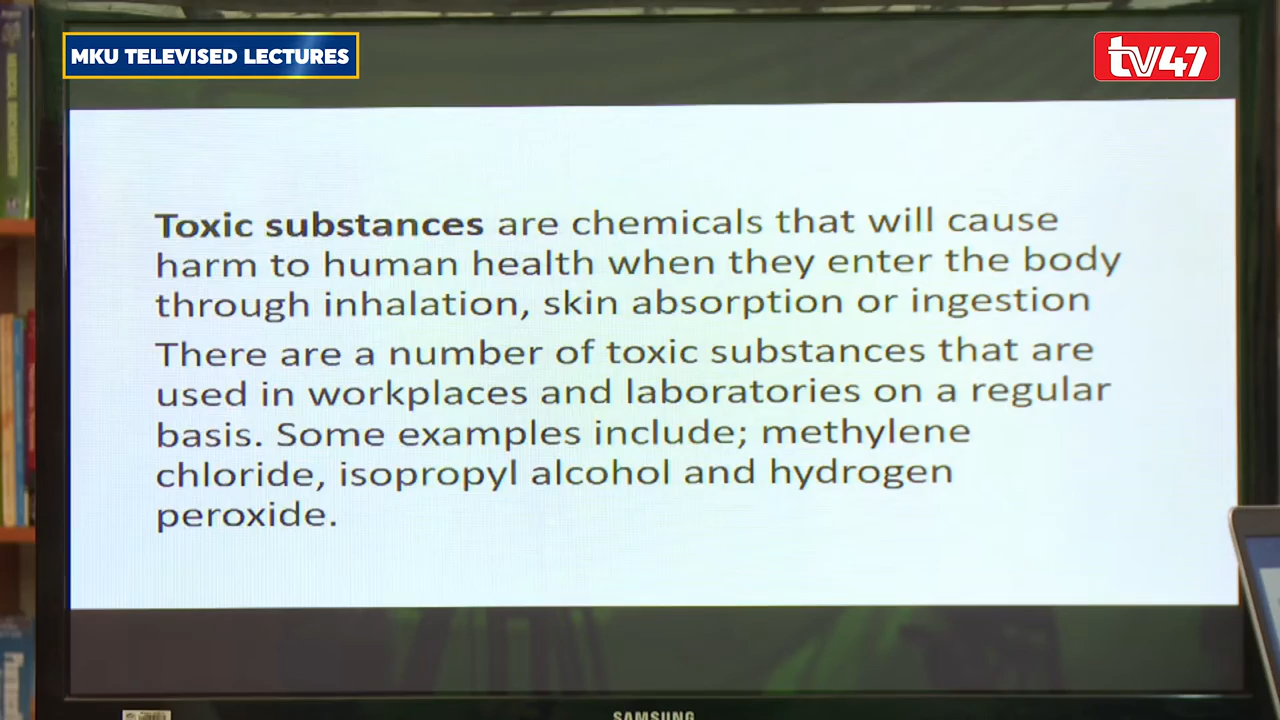 MKU TELEVISED LECTURES
tv47
Toxic substances are chemicals that will cause
harm to human health when they enter the body
through inhalation, skin absorption or ingestion
There are a number of toxic substances that are
used in workplaces and laboratories on a regular
basis. Some examples include; methylene
chloride, isopropyl alcohol and hydrogen
peroxide.
SAMSUNG